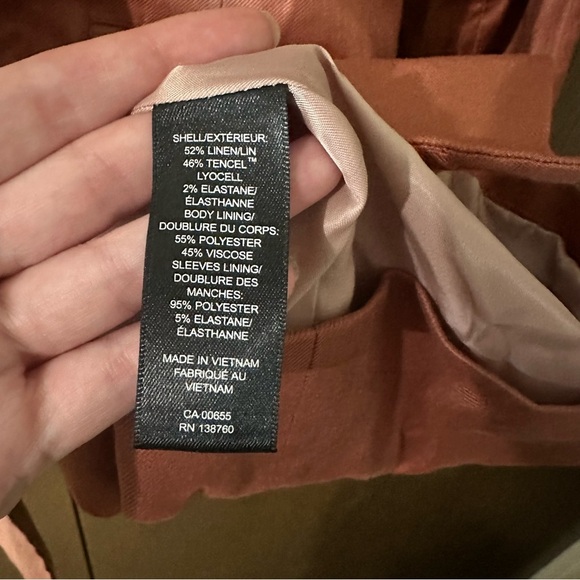 SHELL/EXTÉRIEUR:
52% LINEN/LIN
46% TENCEL™
LYOCELL
2% ELASTANE/
ÉLASTHANNE
BODY LINING/
DOUBLURE DU CORPS:
55% POLYESTER
45% VISCOSE
SLEEVES LINING/
DOUBLURE DES
MANCHES:
95% POLYESTER
5% ELASTANE/
ÉLASTHANNE
MADE IN VIETNAM
FABRIQUÉ AU
VIETNAM
CA 00655
RN 138760